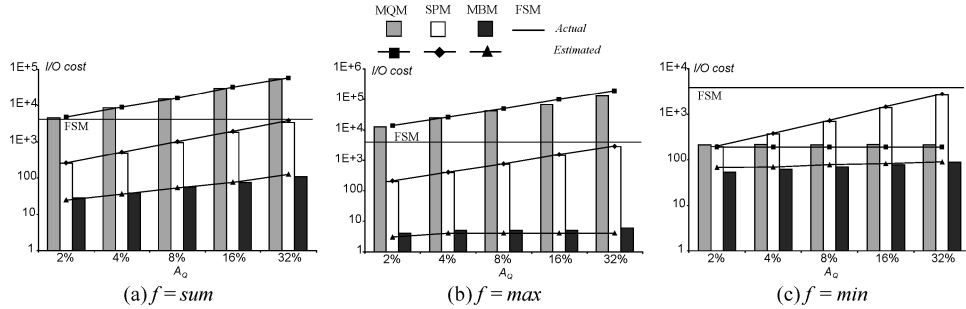 MQM SPM MBM FSM
Actual
Estimated
I/O cost
1E+5
1E+4
1E+3
100
10
1
FSM
2% 4% 8% 16% 32%
AQ
(a) f = sum
I/O cost
1E+6
1E+5
1E+4
1E+3
100
10
1
FSM
2% 4% 8% 16% 32%
AQ
(b) f = max
I/O cost
1E+4
1E+3
100
10
1
FSM
2% 4% 8% 16% 32%
AQ
(c) f = min